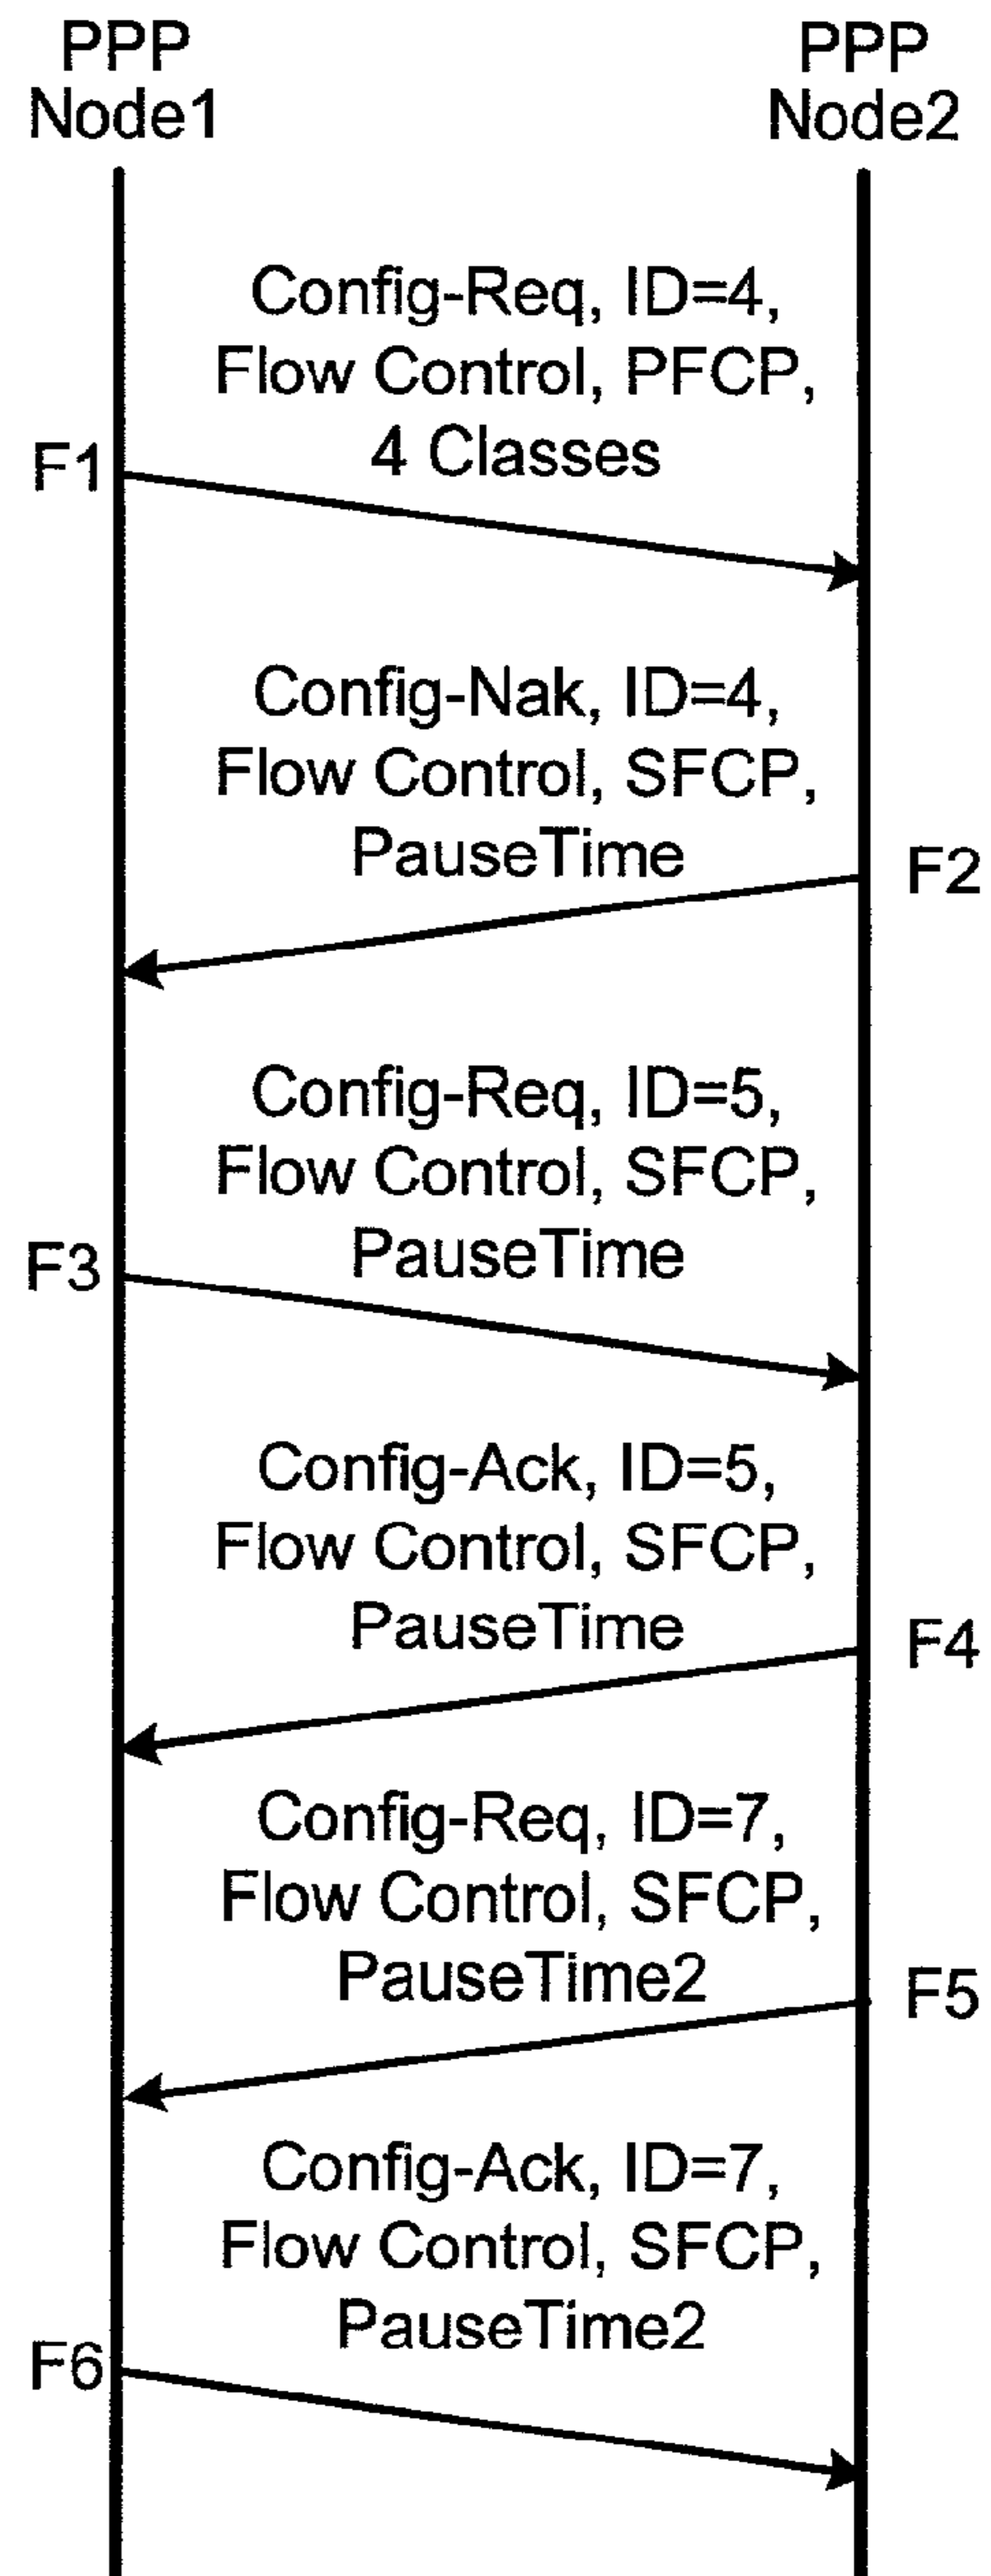 PPP
Node1
PPP
Node2
Config-Req, ID=4,
Flow Control, PFCP,
4 Classes
F1
Config-Nak, ID=4,
Flow Control, SFCP,
PauseTime
F2
Config-Req, ID=5,
Flow Control, SFCP,
PauseTime
F3
Config-Ack, ID=5,
Flow Control, SFCP,
PauseTime
F4
Config-Req, ID=7,
Flow Control, SFCP,
PauseTime2
F5
Config-Ack, ID=7,
Flow Control, SFCP,
PauseTime2
F6